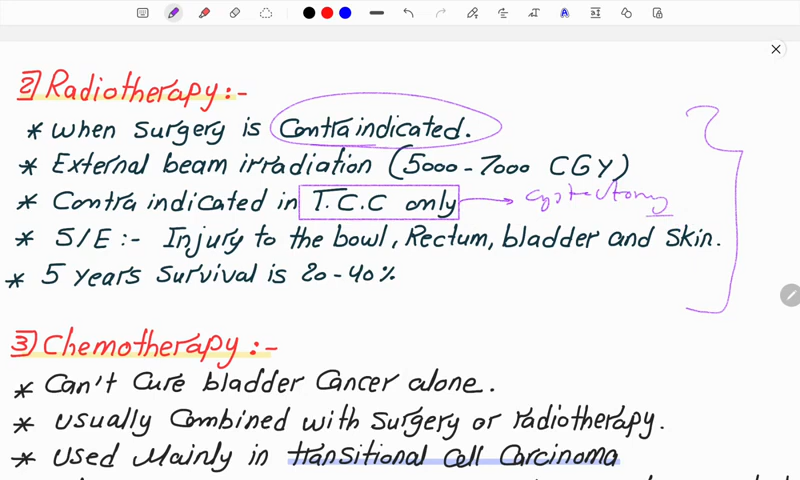 2] Radiotherapy :-
* when Surgery is Contraindicated.
* External beam irradiation (5000-7000 CGY)
* Contra indicated in T.C.C only → cystectomy
* S/E :- Injury to the bowl, Rectum, bladder and Skin.
* 5 years Survival is 20-40%
3] Chemotherapy :-
* Can't Cure bladder Cancer alone.
* usually Combined with Surgery or radiotherapy.
* Used Mainly in transitional Cell Carcinoma